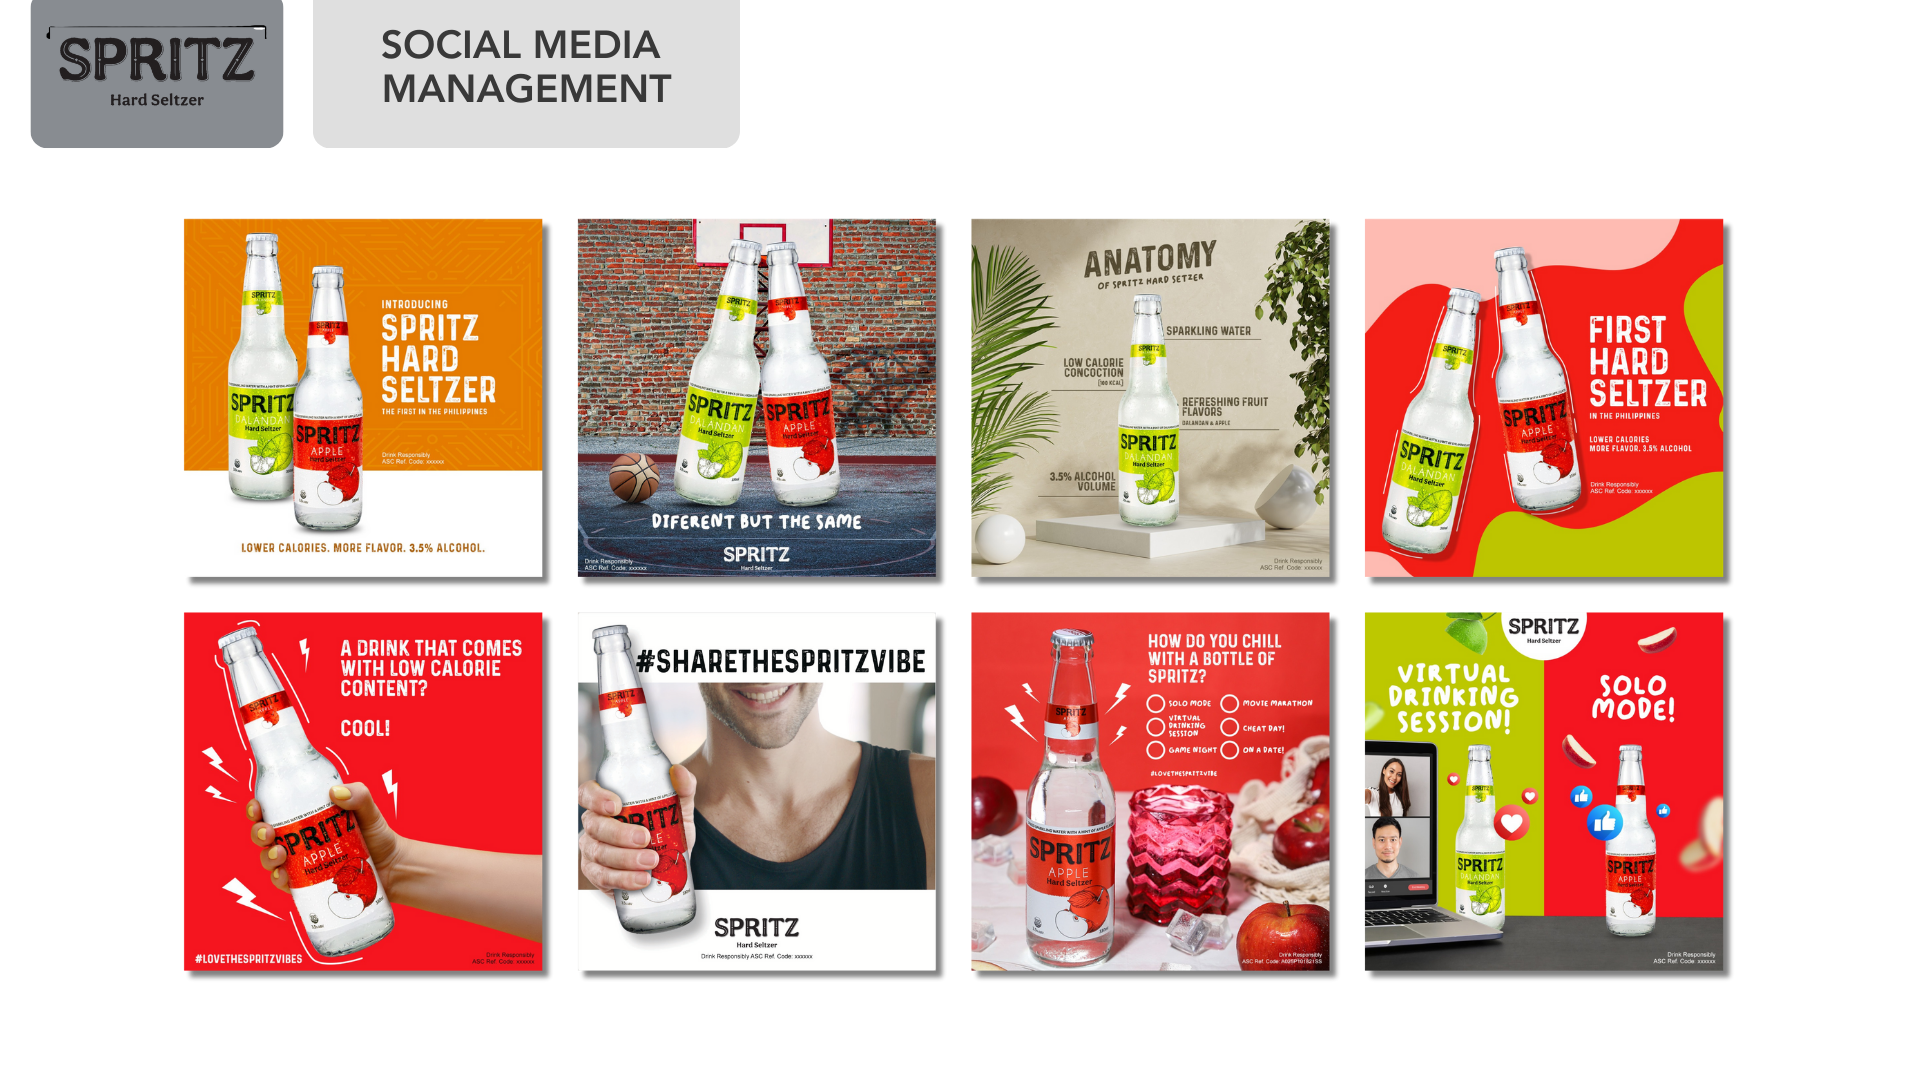 SPRITZ
Hard Seltzer
SOCIAL MEDIA
MANAGEMENT
INTRODUCING
SPRITZ
HARD
SELTZER
THE FIRST IN THE PHILIPPINES
SPRITZ
DALANDAN
Hard Seltzer
SPRITZ
APPLE
Hard Seltzer
Drink Responsibly
ASC Ref. Code: xxxxxx
LOWER CALORIES. MORE FLAVOR. 3.5% ALCOHOL.
SPRITZ
SPRITZ
DALANDAN
Hard Seltzer
SPRITZ
APPLE
Hard Seltzer
DIFERENT BUT THE SAME
SPRITZ
Hard Seltzer
Drink Responsibly
ASC Ref. Code: xxxxxx
ANATOMY
OF SPRITZ HARD SETZER
SPARKLING WATER
LOW CALORIE
CONCOCTION
[100 KCAL]
REFRESHING FRUIT
FLAVORS
DALANDAN & APPLE
3.5% ALCOHOL
VOLUME
SPRITZ
SPRITZ
DALANDAN
Hard Seltzer
Drink Responsibly
ASC Ref. Code: xxxxxx
FIRST
HARD
SELTZER
IN THE PHILIPPINES
LOWER CALORIES
MORE FLAVOR. 3.5% ALCOHOL
Drink Responsibly
ASC Ref. Code: xxxxxx
SPRITZ
SPRITZ
DALANDAN
Hard Seltzer
SPRITZ
APPLE
Hard Seltzer
A DRINK THAT COMES
WITH LOW CALORIE
CONTENT?
COOL!
SPRITZ
APPLE
Hard Seltzer
#LOVETHESPRITZVIBES
Drink Responsibly
ASC Ref. Code: xxxxxx
#SHARETHESPRITZVIBE
SPRITZ
Hard Seltzer
Drink Responsibly ASC Ref. Code: xxxxxx
HOW DO YOU CHILL
WITH A BOTTLE OF
SPRITZ?
SOLO MODE
MOVIE MARATHON
VIRTUAL
DRINKING
SESSION
CHEAT DAY!
GAME NIGHT
ON A DATE!
#LOVETHESPRITZVIBE
SPRITZ
SPRITZ
APPLE
Hard Seltzer
Drink Responsibly
SPRITZ
Hard Seltzer
VIRTUAL
DRINKING
SESSION!
SOLO
MODE!
SPRITZ
SPRITZ
DALANDAN
Hard Seltzer
SPRITZ
APPLE
Hard Seltzer
Drink Responsibly
ASC Ref. Code: xxxxxx